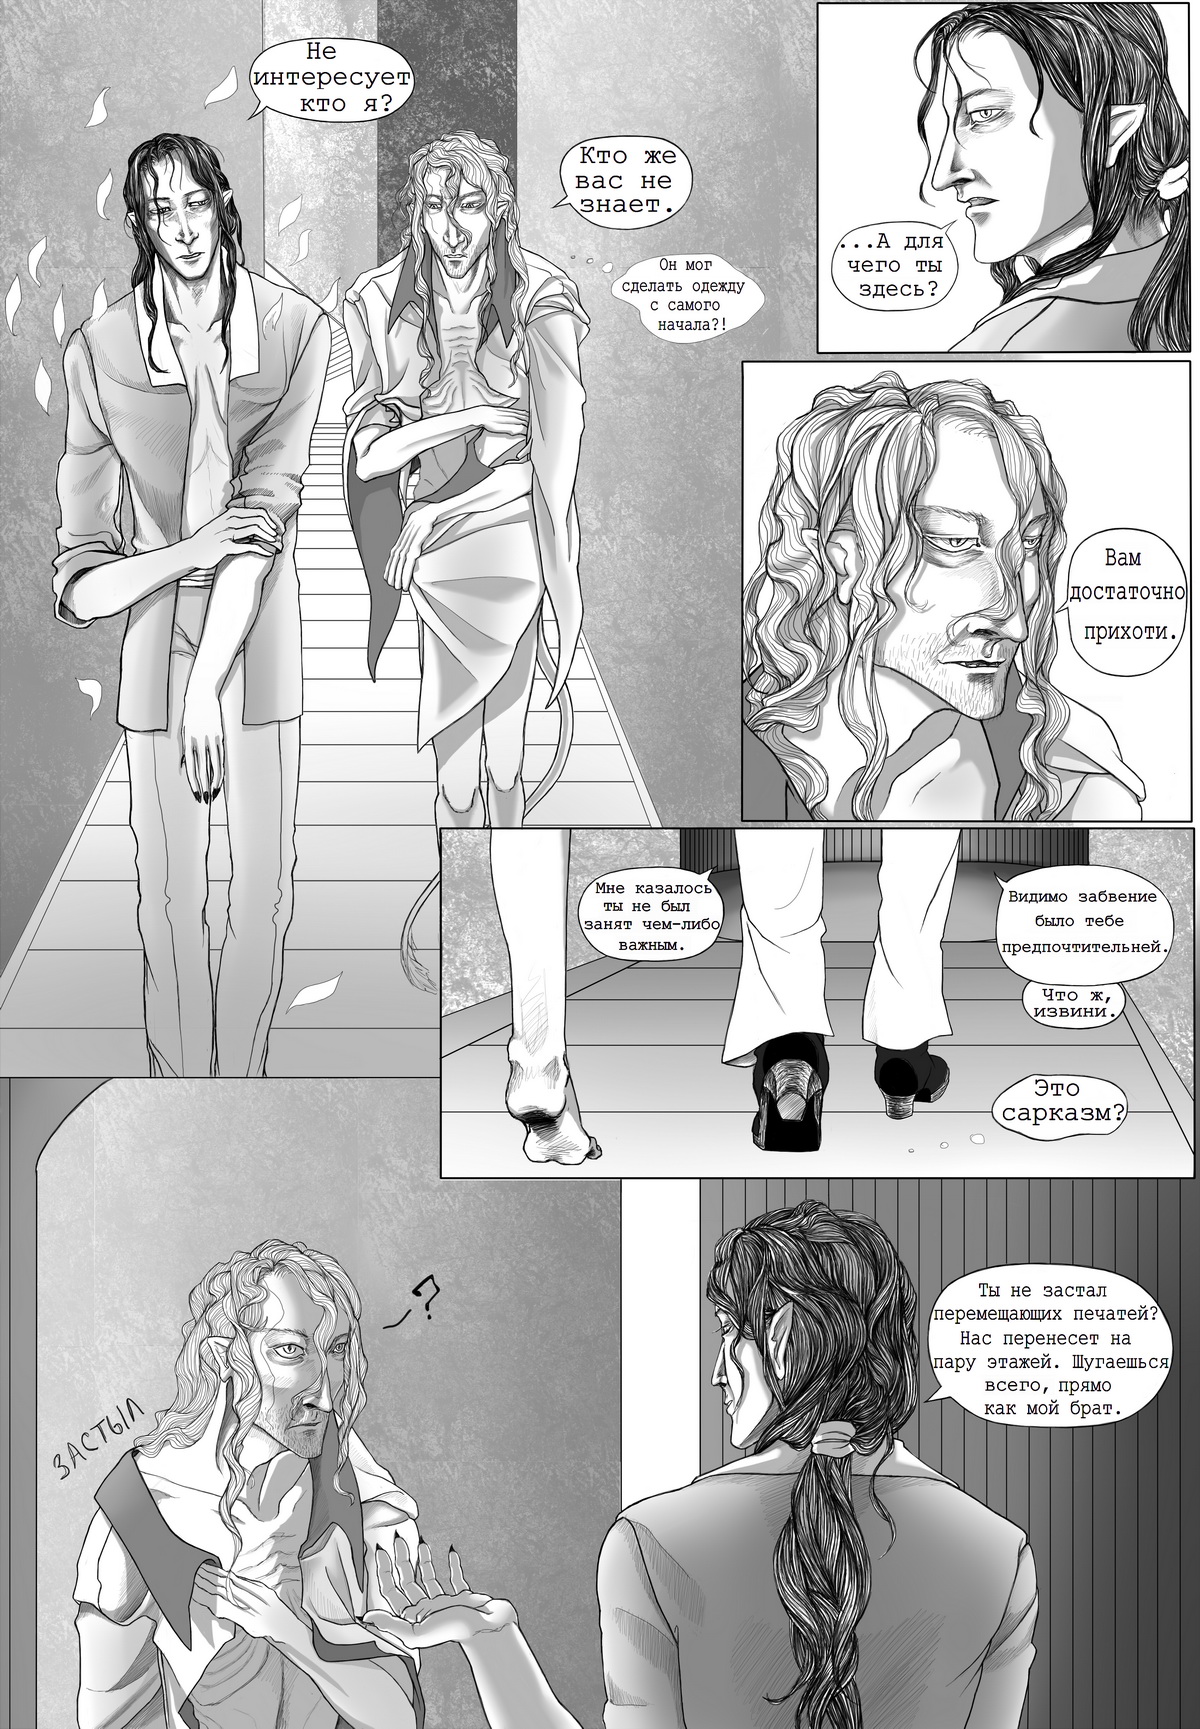 Не
интересует
кто я?
Кто же
вас не
знает.
Он мог
сделать одежду
с самого
начала?!
...А для
чего ты
здесь?
Вам
достаточно
прихоти.
Мне казалось
ты не был
занят чем-либо
важным.
Видимо забвение
было тебе
предпочтительней.
Что ж,
извини.
Это
сарказм?
?
ЗАСТЫЛ
Ты не застал
перемещающих печатей?
Нас перенесет на
пару этажей. Шугаешься
всего, прямо
как мой брат.